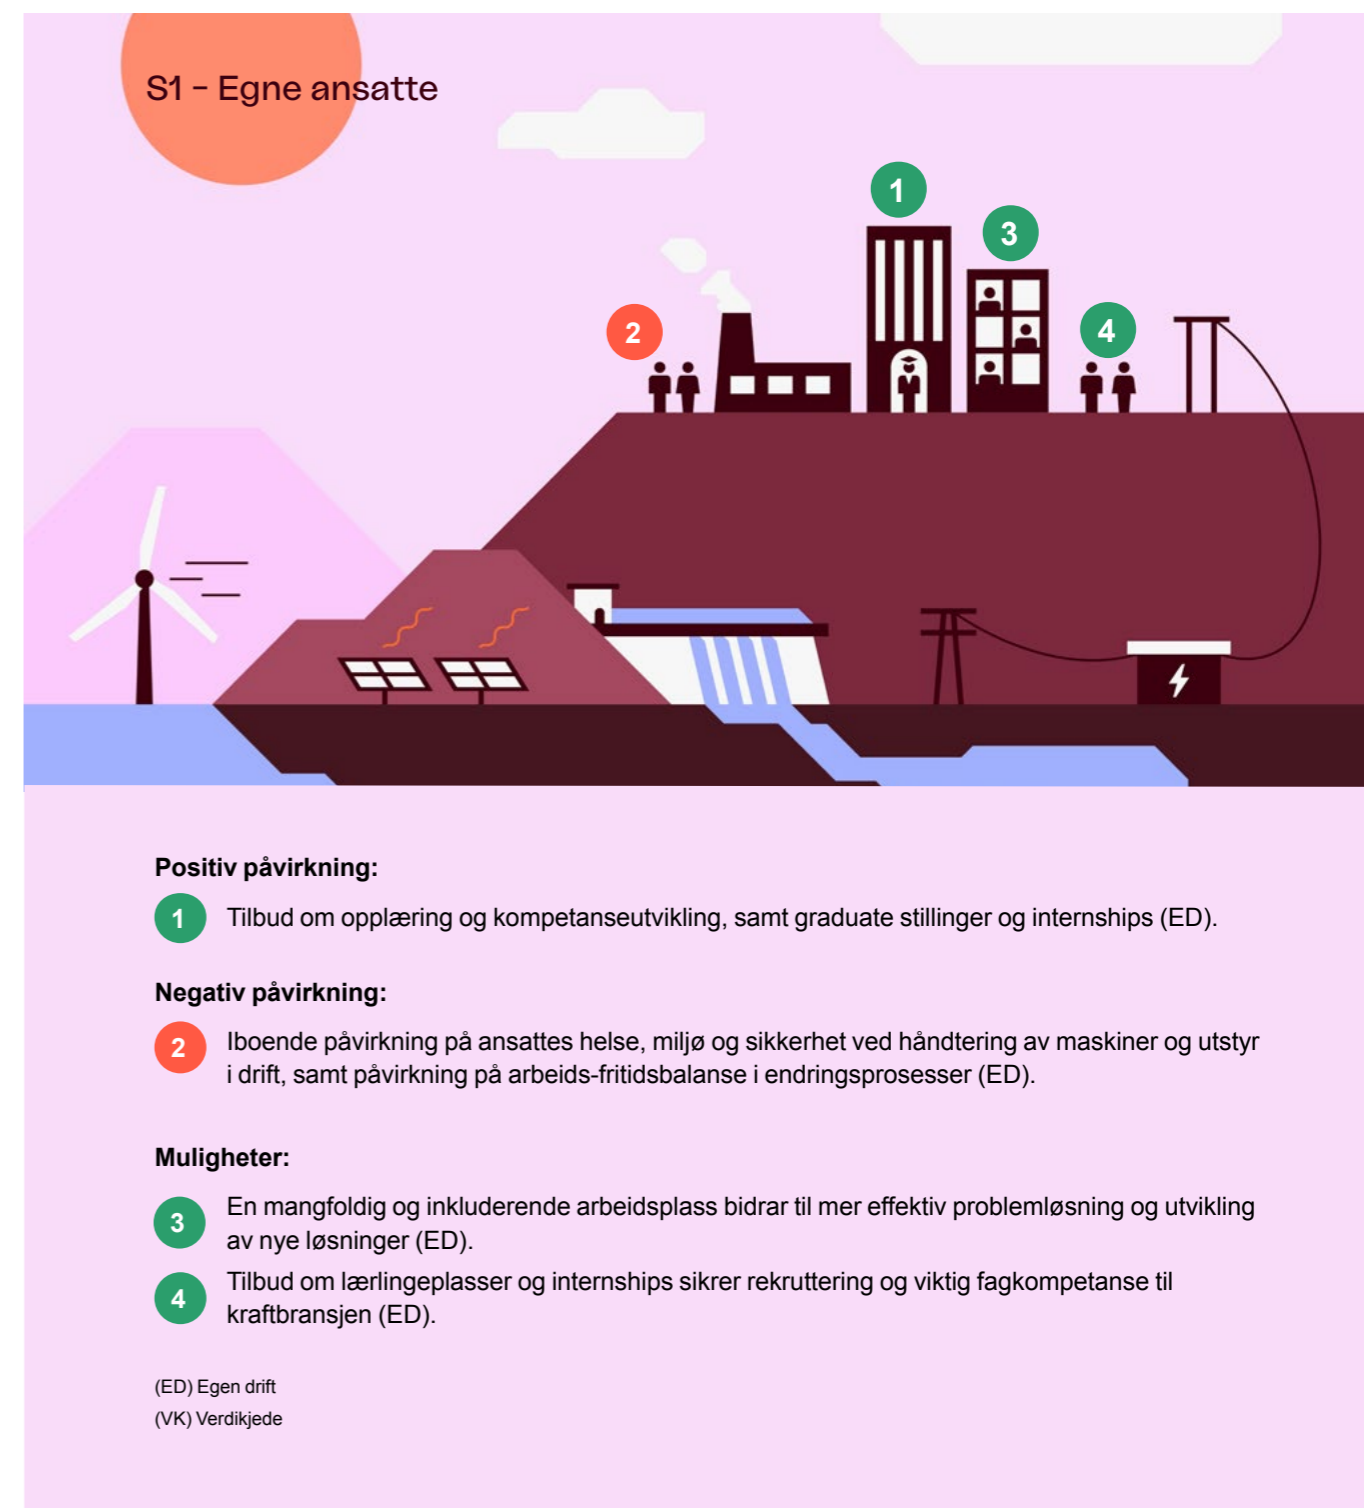 S1 – Egne ansatte
1
3
2
4
Positiv påvirkning:
1 Tilbud om opplæring og kompetanseutvikling, samt graduate stillinger og internships (ED).
Negativ påvirkning:
2 Iboende påvirkning på ansattes helse, miljø og sikkerhet ved håndtering av maskiner og utstyr
i drift, samt påvirkning på arbeids-fritidsbalanse i endringsprosesser (ED).
Muligheter:
3 En mangfoldig og inkluderende arbeidsplass bidrar til mer effektiv problemløsning og utvikling
av nye løsninger (ED).
4 Tilbud om lærlingeplasser og internships sikrer rekruttering og viktig fagkompetanse til
kraftbransjen (ED).
(ED) Egen drift
(VK) Verdikjede